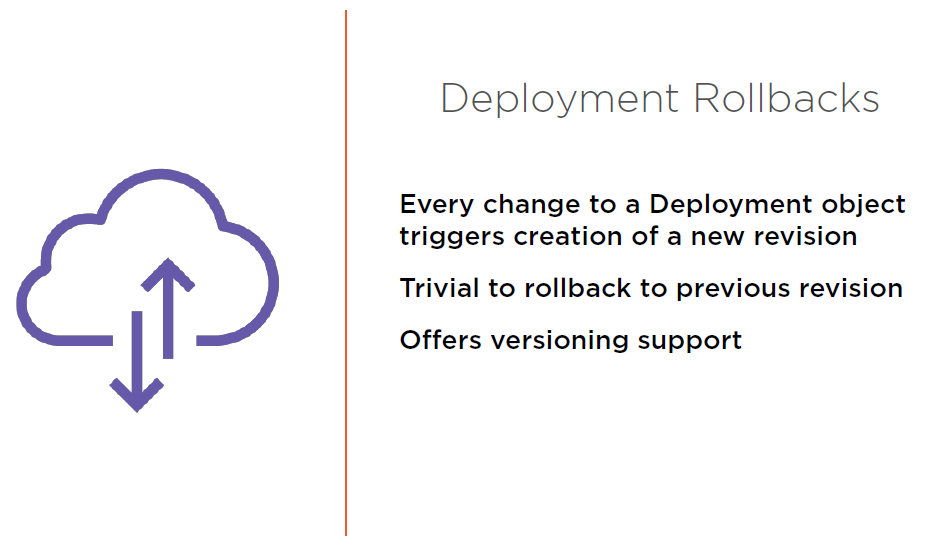 Deployment Rollbacks
Every change to a Deployment object
triggers creation of a new revision
Trivial to rollback to previous revision
Offers versioning support